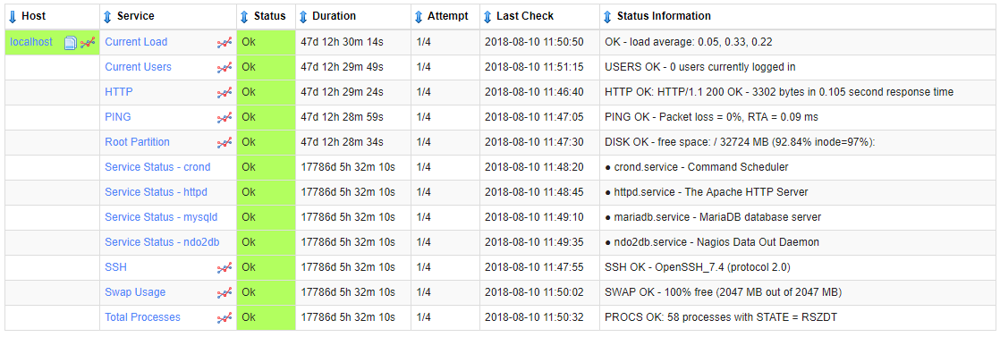 Host Service Status Duration Attempt Last Check Status Information
localhost Current Load Ok 47d 12h 30m 14s 1/4 2018-08-10 11:50:50 OK - load average: 0.05, 0.33, 0.22
Current Users Ok 47d 12h 29m 49s 1/4 2018-08-10 11:51:15 USERS OK - 0 users currently logged in
HTTP Ok 47d 12h 29m 24s 1/4 2018-08-10 11:46:40 HTTP OK: HTTP/1.1 200 OK - 3302 bytes in 0.105 second response time
PING Ok 47d 12h 28m 59s 1/4 2018-08-10 11:47:05 PING OK - Packet loss = 0%, RTA = 0.09 ms
Root Partition Ok 47d 12h 28m 34s 1/4 2018-08-10 11:47:30 DISK OK - free space: / 32724 MB (92.84% inode=97%):
Service Status - crond Ok 17786d 5h 32m 10s 1/4 2018-08-10 11:48:20 ● crond.service - Command Scheduler
Service Status - httpd Ok 17786d 5h 32m 10s 1/4 2018-08-10 11:48:45 ● httpd.service - The Apache HTTP Server
Service Status - mysqld Ok 17786d 5h 32m 10s 1/4 2018-08-10 11:49:10 ● mariadb.service - MariaDB database server
Service Status - ndo2db Ok 17786d 5h 32m 10s 1/4 2018-08-10 11:49:35 ● ndo2db.service - Nagios Data Out Daemon
SSH Ok 17786d 5h 32m 10s 1/4 2018-08-10 11:47:55 SSH OK - OpenSSH_7.4 (protocol 2.0)
Swap Usage Ok 17786d 5h 32m 10s 1/4 2018-08-10 11:50:02 SWAP OK - 100% free (2047 MB out of 2047 MB)
Total Processes Ok 17786d 5h 32m 10s 1/4 2018-08-10 11:50:32 PROCS OK: 58 processes with STATE = RSZDT